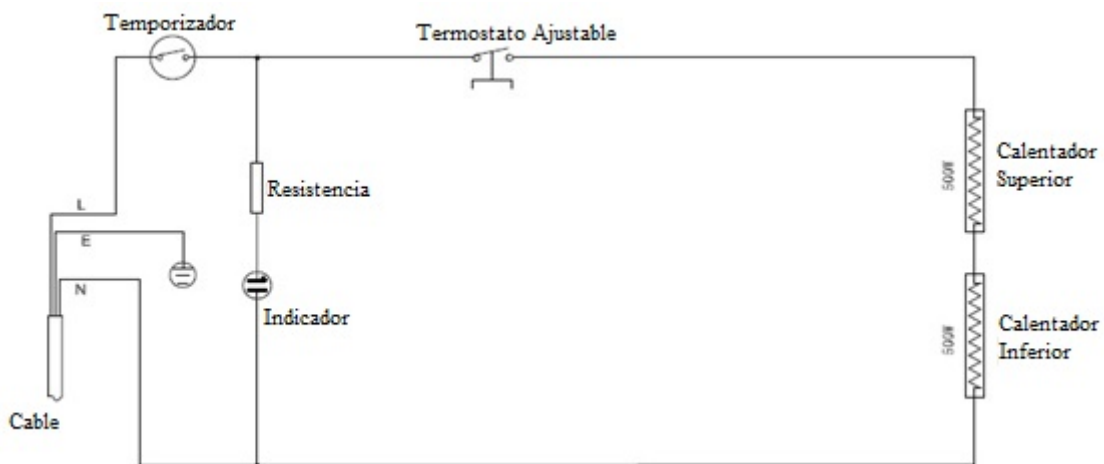 Temporizador
Termostato Ajustable
Calentador
Superior
500W
Resistencia
L
E
N
Indicador
Calentador
Inferior
500W
Cable